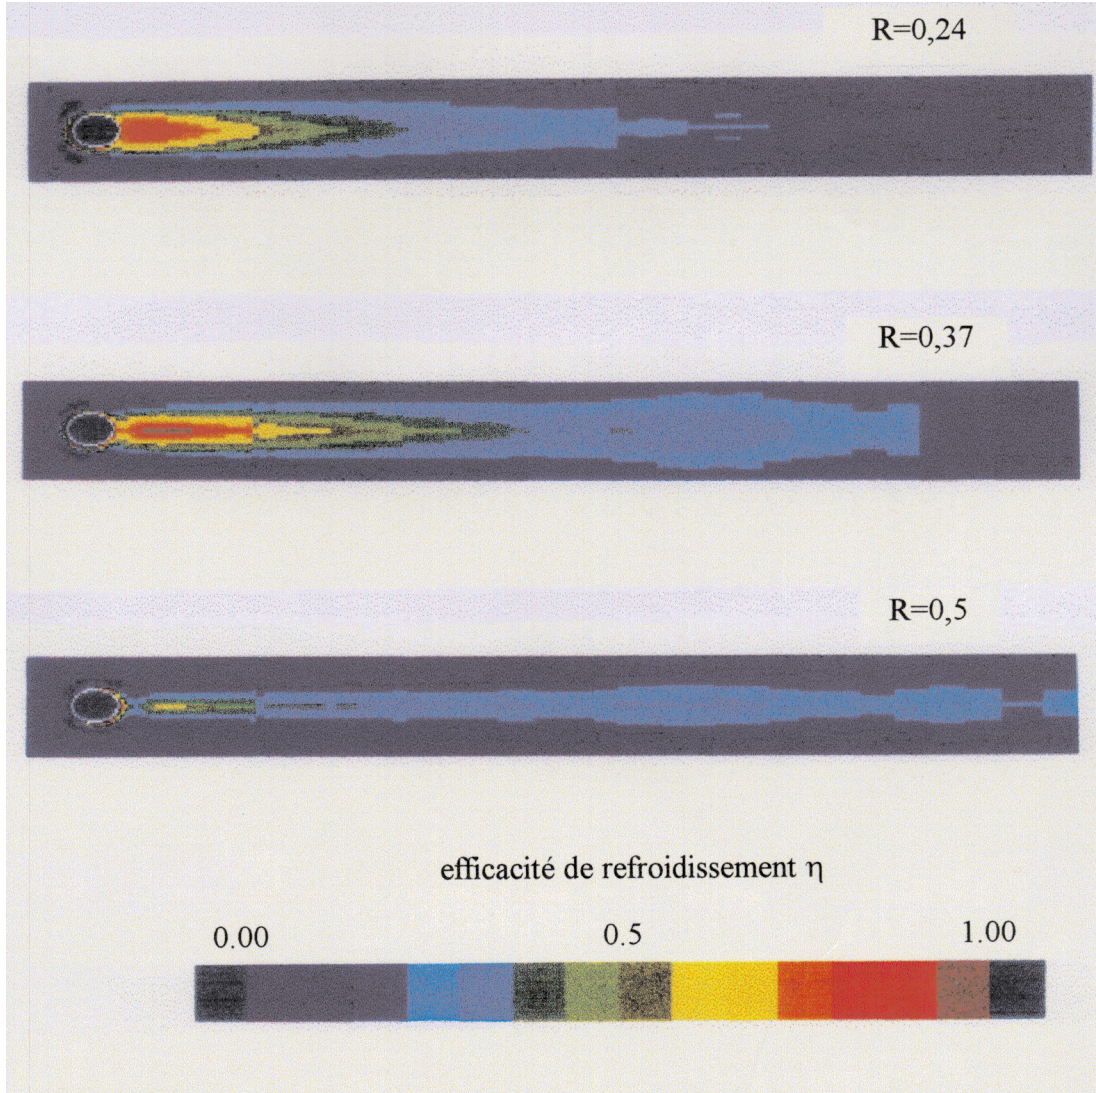 R=0,24
R=0,37
R=0,5
efficacité de refroidissement η
0.00 0.5 1.00